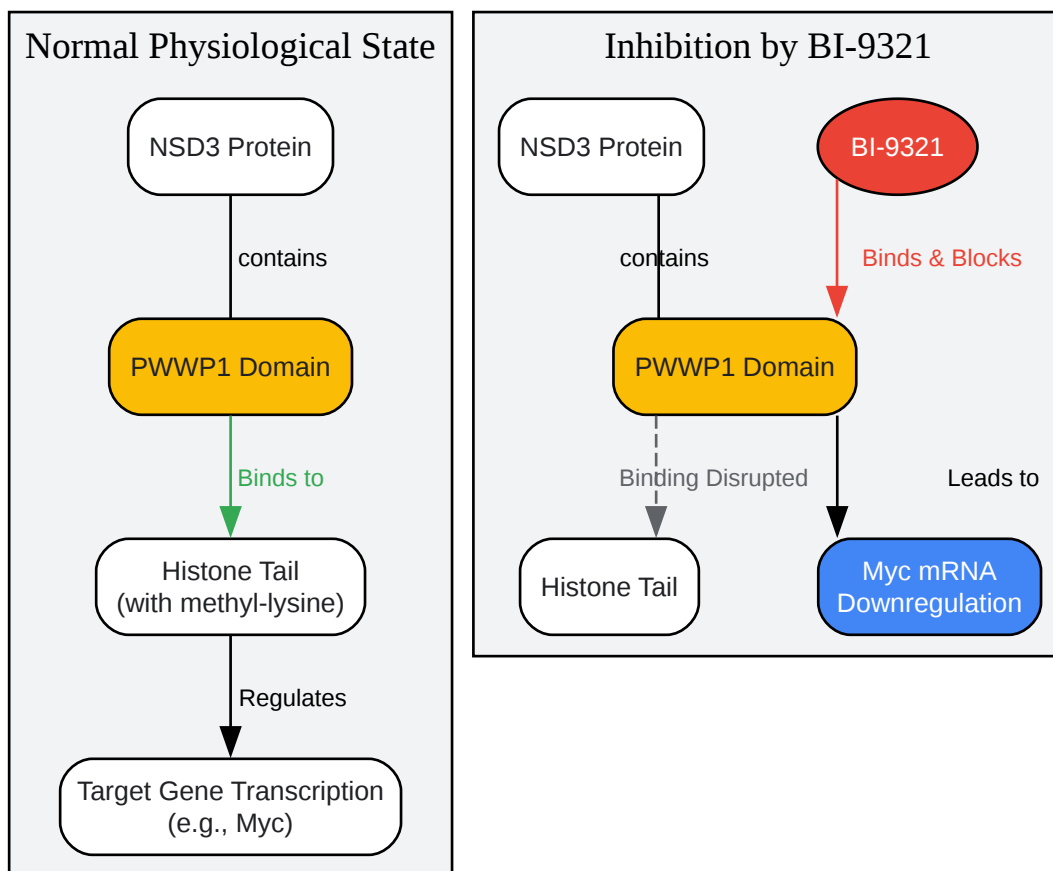 Normal Physiological State
NSD3 Protein
contains
PWWP1 Domain
Binds to
Histone Tail
(with methyl-lysine)
Regulates
Target Gene Transcription
(e.g., Myc)
Inhibition by BI-9321
NSD3 Protein
BI-9321
contains
Binds & Blocks
PWWP1 Domain
Binding Disrupted
Leads to
Histone Tail
Myc mRNA
Downregulation